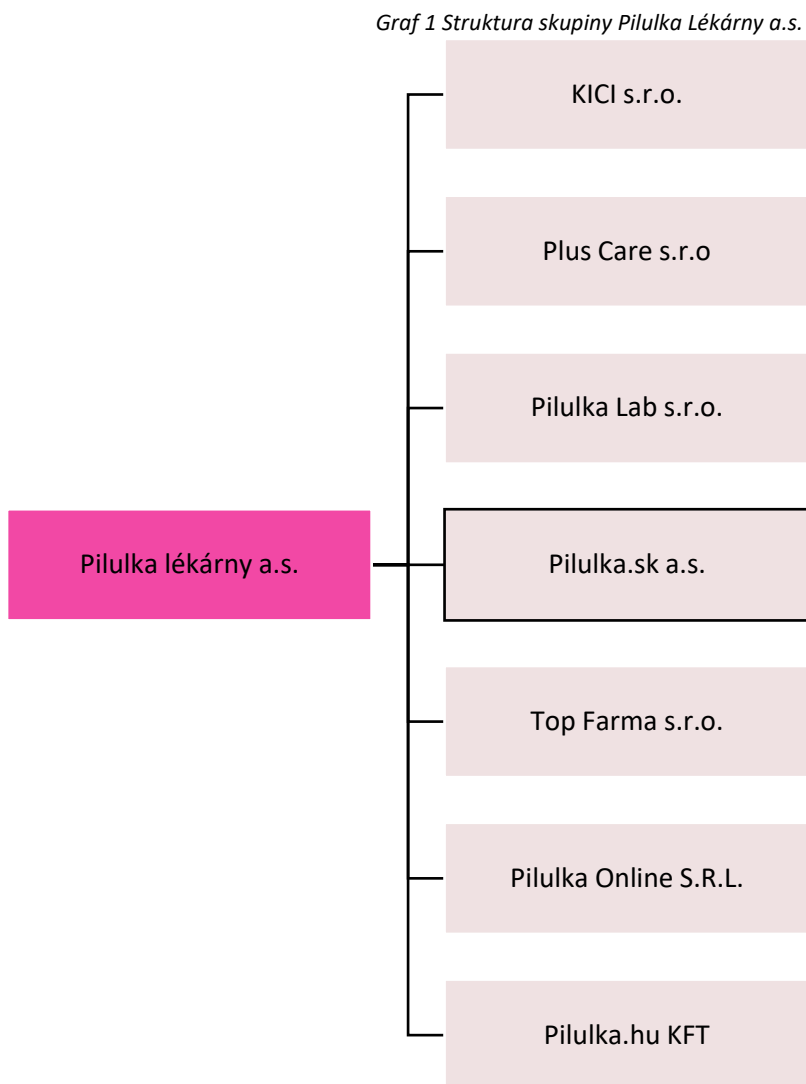 Graf 1 Struktura skupiny Pilulka Lékárny a.s.
KICI s.r.o.
Plus Care s.r.o
Pilulka Lab s.r.o.
Pilulka lékárny a.s.
Pilulka.sk a.s.
Top Farma s.r.o.
Pilulka Online S.R.L.
Pilulka.hu KFT